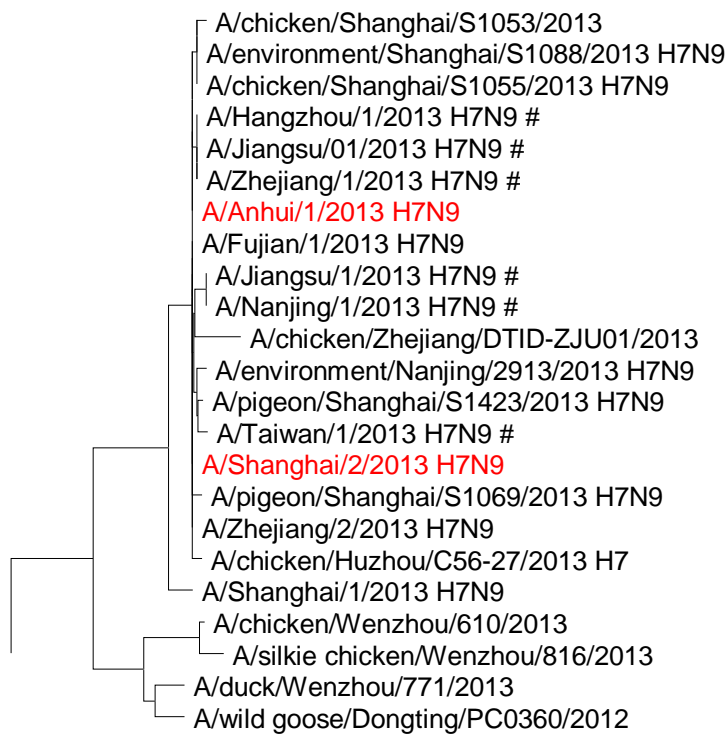 A/chicken/Shanghai/S1053/2013
A/environment/Shanghai/S1088/2013 H7N9
A/chicken/Shanghai/S1055/2013 H7N9
A/Hangzhou/1/2013 H7N9 #
A/Jiangsu/01/2013 H7N9 #
A/Zhejiang/1/2013 H7N9 #
A/Anhui/1/2013 H7N9
A/Fujian/1/2013 H7N9
A/Jiangsu/1/2013 H7N9 #
A/Nanjing/1/2013 H7N9 #
A/chicken/Zhejiang/DTID-ZJU01/2013
A/environment/Nanjing/2913/2013 H7N9
A/pigeon/Shanghai/S1423/2013 H7N9
A/Taiwan/1/2013 H7N9 #
A/Shanghai/2/2013 H7N9
A/pigeon/Shanghai/S1069/2013 H7N9
A/Zhejiang/2/2013 H7N9
A/chicken/Huzhou/C56-27/2013 H7
A/Shanghai/1/2013 H7N9
A/chicken/Wenzhou/610/2013
A/silkie chicken/Wenzhou/816/2013
A/duck/Wenzhou/771/2013
A/wild goose/Dongting/PC0360/2012